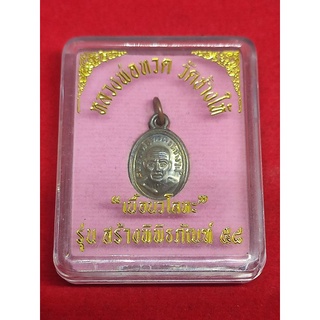 หลวงพ่อทวด วัดช้างให้
"เนื้อนวโลหะ"
รุ่น สร้างพิพิธภัณฑ์ ๕๔